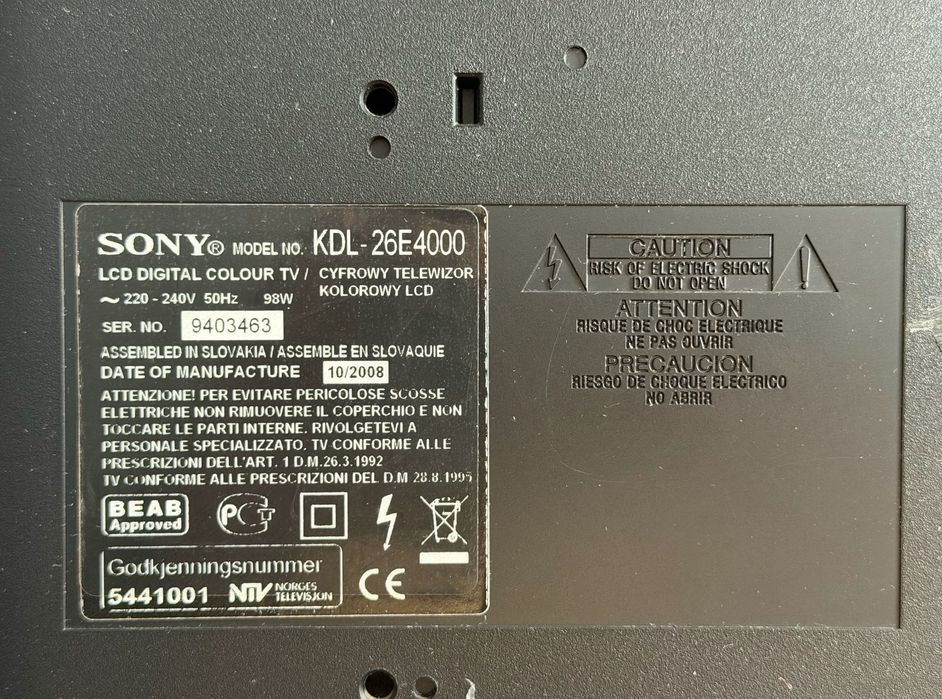 SONY® MODEL NO. KDL-26E4000
LCD DIGITAL COLOUR TV / CYFROWY TELEWIZOR
KOLOROWY LCD
~ 220 - 240V 50Hz 98W
SER. NO. 9403463
ASSEMBLED IN SLOVAKIA / ASSEMBLE EN SLOVAQUIE
DATE OF MANUFACTURE 10/2008
ATTENZIONE! PER EVITARE PERICOLOSE SCOSSE
ELETTRICHE NON RIMUOVERE IL COPERCHIO E NON
TOCCARE LE PARTI INTERNE. RIVOLGETEVI A
PERSONALE SPECIALIZZATO. TV CONFORME ALLE
PRESCRIZIONI DELL'ART. 1 D.M.26.3.1992
TV CONFORME ALLE PRESCRIZIONI DEL D.M 28.8.1995
BEAB
Approved
PCT
Godkjenningsnummer
5441001 NTV NORGES
TELEVISJON
CE
CAUTION
RISK OF ELECTRIC SHOCK
DO NOT OPEN
ATTENTION
RISQUE DE CHOC ELECTRIQUE
NE PAS OUVRIR
PRECAUCION
RIESGO DE CHOQUE ELECTRICO
NO ABRIR